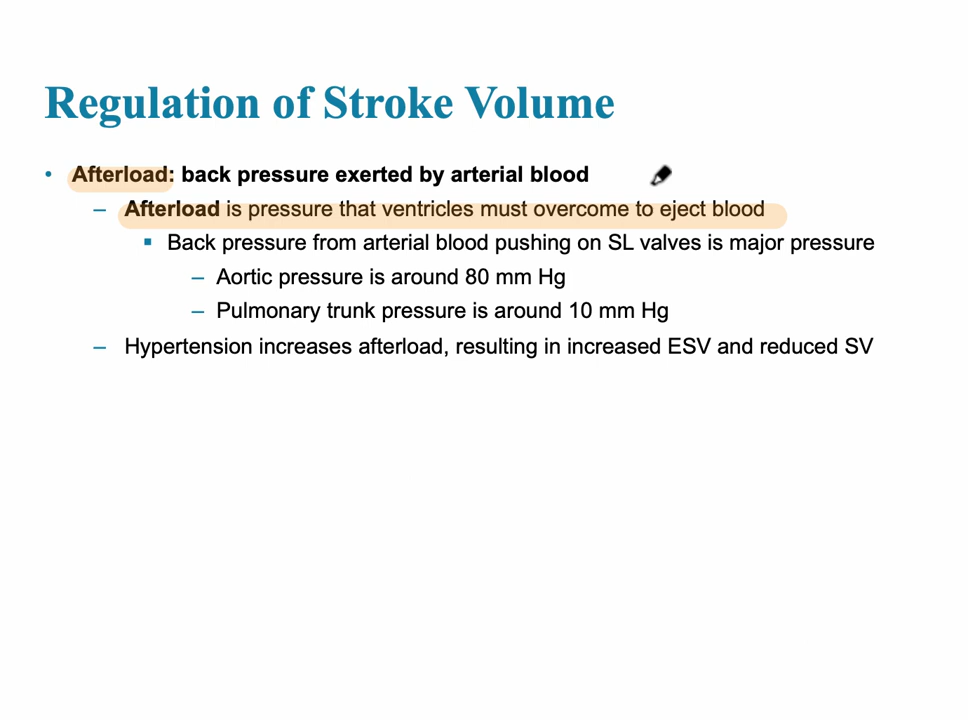 Regulation of Stroke Volume
• Afterload: back pressure exerted by arterial blood
– Afterload is pressure that ventricles must overcome to eject blood
▪ Back pressure from arterial blood pushing on SL valves is major pressure
– Aortic pressure is around 80 mm Hg
– Pulmonary trunk pressure is around 10 mm Hg
– Hypertension increases afterload, resulting in increased ESV and reduced SV